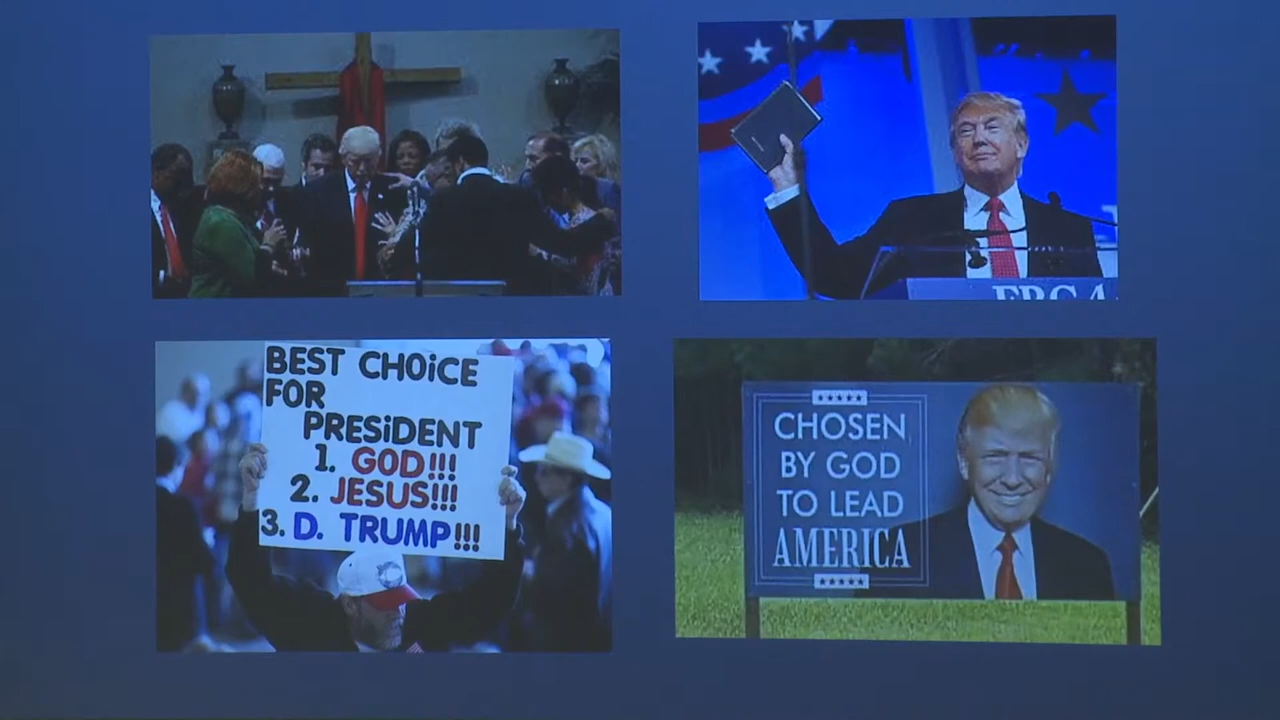 BEST CHOiCE
FOR
PRESiDENT
1. GOD!!!
2. JESUS!!!
3. D. TRUMP!!!
CHOSEN
BY GOD
TO LEAD
AMERICA